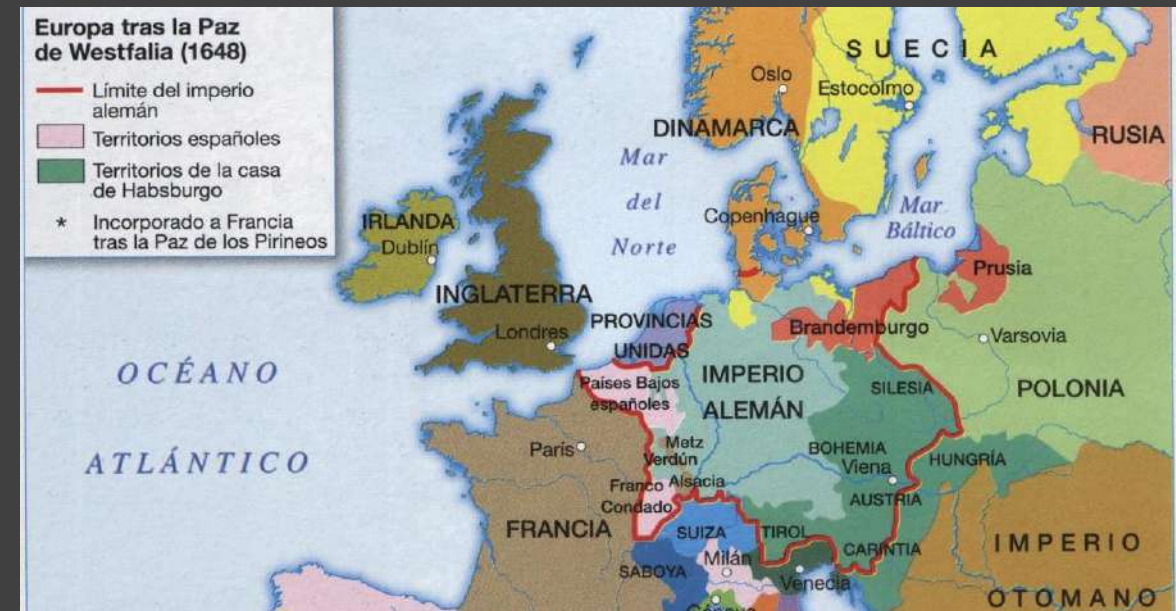 Europa tras la Paz
de Westfalia (1648)
Límite del imperio
alemán
Territorios españoles
Territorios de la casa
de Habsburgo
* Incorporado a Francia
tras la Paz de los Pirineos
SUECIA
Oslo
Estocolmo
DINAMARCA
RUSIA
Mar
del
Norte
Copenhague
Mar
Báltico
IRLANDA
Dublín
Prusia
INGLATERRA
Londres
PROVINCIAS
UNIDAS
Brandemburgo
Varsovia
OCÉANO
ATLÁNTICO
Países Bajos
españoles
IMPERIO
ALEMÁN
SILESIA
POLONIA
París
Metz
Verdún
BOHEMIA
Viena
HUNGRÍA
Franco
Condado
Alsacia
AUSTRIA
FRANCIA
SUIZA
TIROL
CARINTIA
IMPERIO
OTOMANO
SABOYA
Milán
Venecia
Génova